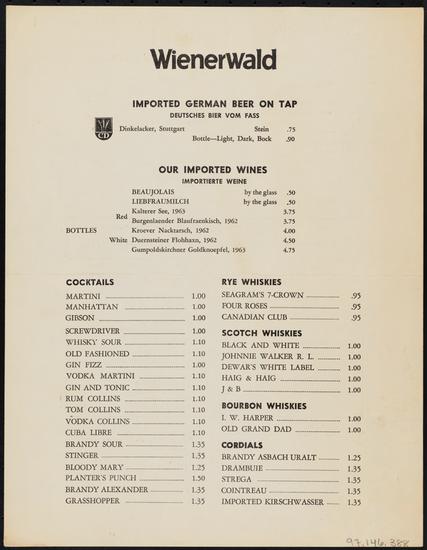 Wienerwald
IMPORTED GERMAN BEER ON TAP
DEUTSCHES BIER VOM FASS
CD
Dinkelacker, Stuttgart Stein .75
Bottle—Light, Dark, Bock .90
OUR IMPORTED WINES
IMPORTIERTE WEINE
BEAUJOLAIS by the glass .50
LIEBFRAUMILCH by the glass .50
Red Kalterer See, 1963 3.75
Burgenlaender Blaufraenkisch, 1962 3.75
BOTTLES Kroever Nacktarsch, 1962 4.00
White Duernsteiner Flohhaxn, 1962 4.50
Gumpoldskirchner Goldknoepfel, 1963 4.75
COCKTAILS
MARTINI 1.00
MANHATTAN 1.00
GIBSON 1.00
SCREWDRIVER 1.00
WHISKY SOUR 1.10
OLD FASHIONED 1.10
GIN FIZZ 1.10
VODKA MARTINI 1.10
GIN AND TONIC 1.10
RUM COLLINS 1.10
TOM COLLINS 1.10
VODKA COLLINS 1.10
CUBA LIBRE 1.10
BRANDY SOUR 1.35
STINGER 1.35
BLOODY MARY 1.25
PLANTER'S PUNCH 1.50
BRANDY ALEXANDER 1.35
GRASSHOPPER 1.35
RYE WHISKIES
SEAGRAM'S 7-CROWN .95
FOUR ROSES .95
CANADIAN CLUB .95
SCOTCH WHISKIES
BLACK AND WHITE 1.00
JOHNNIE WALKER R. L. 1.00
DEWAR'S WHITE LABEL 1.00
HAIG & HAIG 1.00
J & B 1.00
BOURBON WHISKIES
I. W. HARPER 1.00
OLD GRAND DAD 1.00
CORDIALS
BRANDY ASBACH URALT 1.25
DRAMBUIE 1.35
STREGA 1.35
COINTREAU 1.35
IMPORTED KIRSCHWASSER 1.35
97.146.388